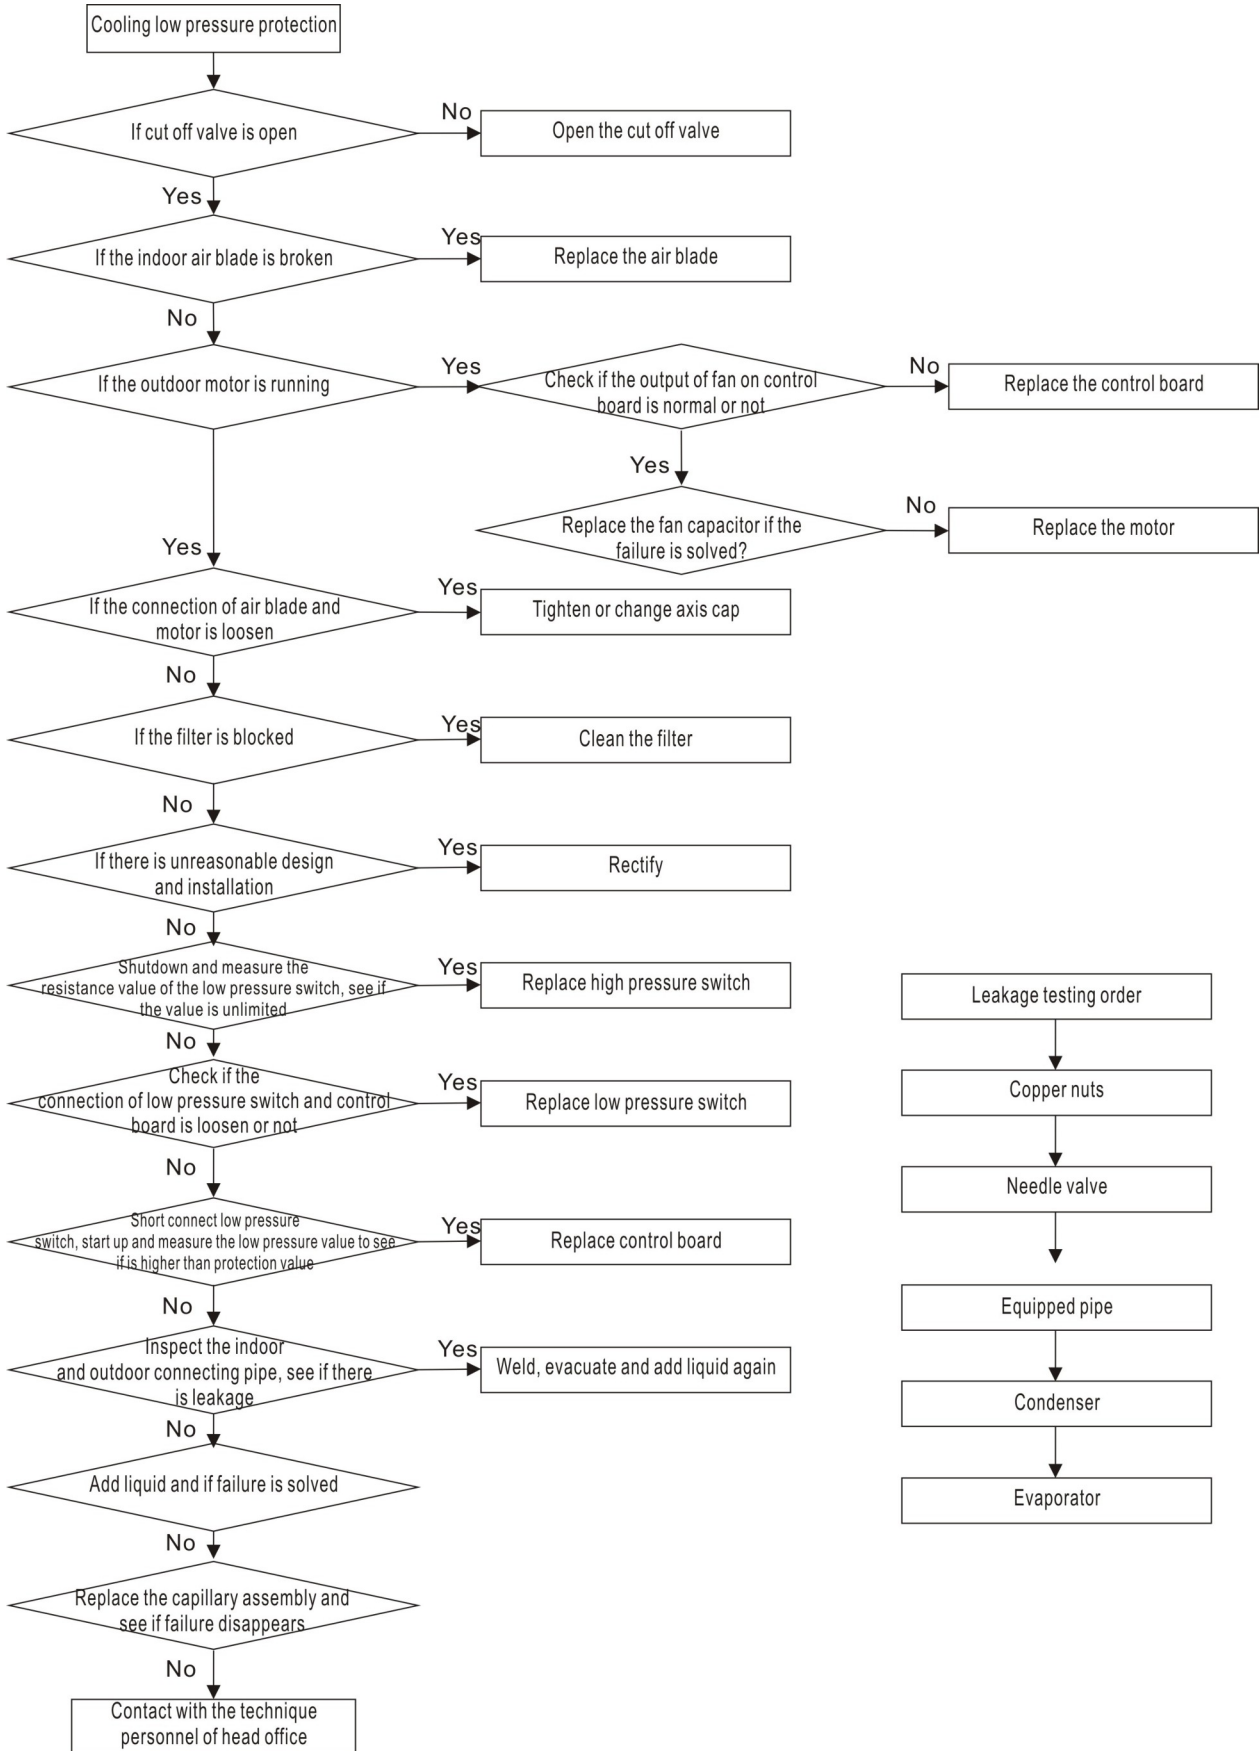 Cooling low pressure protection
If cut off valve is open
No
Open the cut off valve
Yes
If the indoor air blade is broken
Yes
Replace the air blade
No
If the outdoor motor is running
Yes
Check if the output of fan on control
board is normal or not
No
Replace the control board
Yes
Replace the fan capacitor if the
failure is solved?
No
Replace the motor
Yes
If the connection of air blade and
motor is loosen
Yes
Tighten or change axis cap
No
If the filter is blocked
Yes
Clean the filter
No
If there is unreasonable design
and installation
Yes
Rectify
No
Shutdown and measure the
resistance value of the low pressure switch, see if
the value is unlimited
Yes
Replace high pressure switch
No
Check if the
connection of low pressure switch and control
board is loosen or not
Yes
Replace low pressure switch
No
Short connect low pressure
switch, start up and measure the low pressure value to see
if is higher than protection value
Yes
Replace control board
No
Inspect the indoor
and outdoor connecting pipe, see if there
is leakage
Yes
Weld, evacuate and add liquid again
No
Add liquid and if failure is solved
No
Replace the capillary assembly and
see if failure disappears
No
Contact with the technique
personnel of head office
Leakage testing order
Copper nuts
Needle valve
Equipped pipe
Condenser
Evaporator